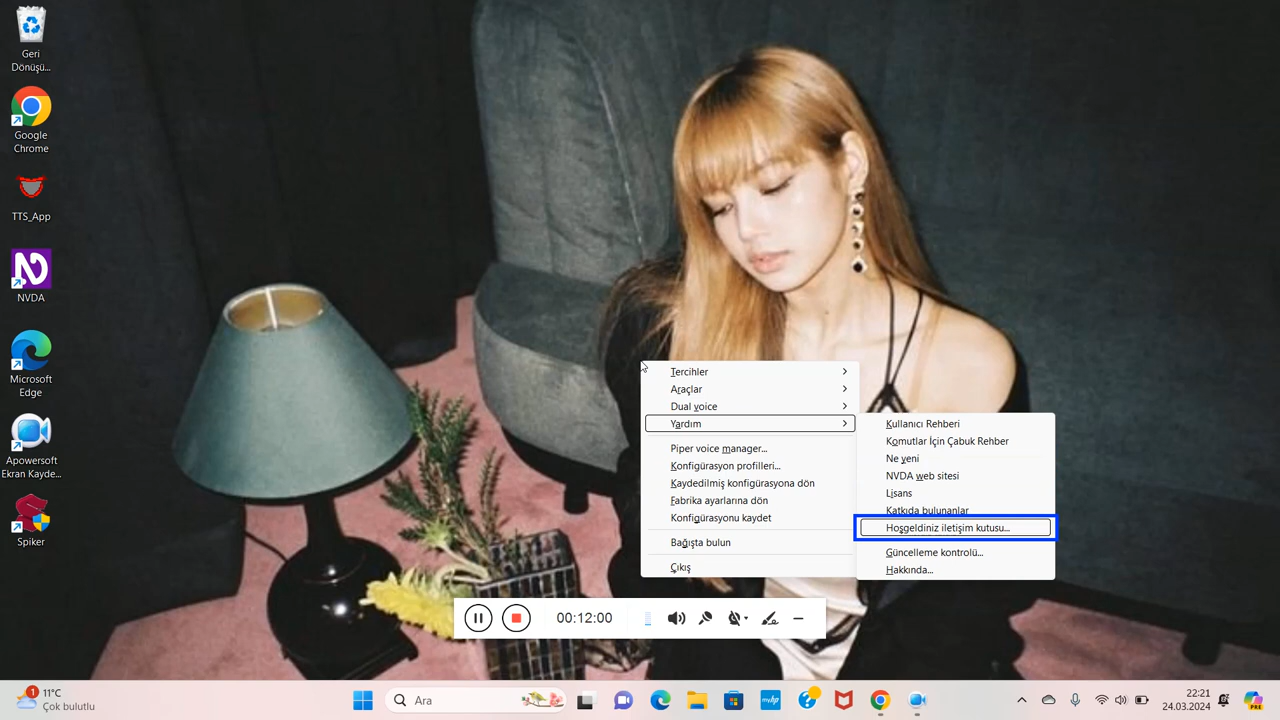 Geri
Dönüşü...
Google
Chrome
TTS_App
NVDA
Microsoft
Edge
Apowersoft
Ekran Kayde...
Spiker
Tercihler
Araçlar
Dual voice
Yardım
Piper voice manager...
Konfigürasyon profilleri...
Kaydedilmiş konfigürasyona dön
Fabrika ayarlarına dön
Konfigürasyonu kaydet
Bağışta bulun
Çıkış
Kullanıcı Rehberi
Komutlar İçin Çabuk Rehber
Ne yeni
NVDA web sitesi
Lisans
Katkıda bulunanlar
Hoşgeldiniz iletişim kutusu...
Güncelleme kontrolü...
Hakkında...
00:12:00
1
11°C
Çok bulutlu
Ara
myhp
22:21
24.03.2024
PRE